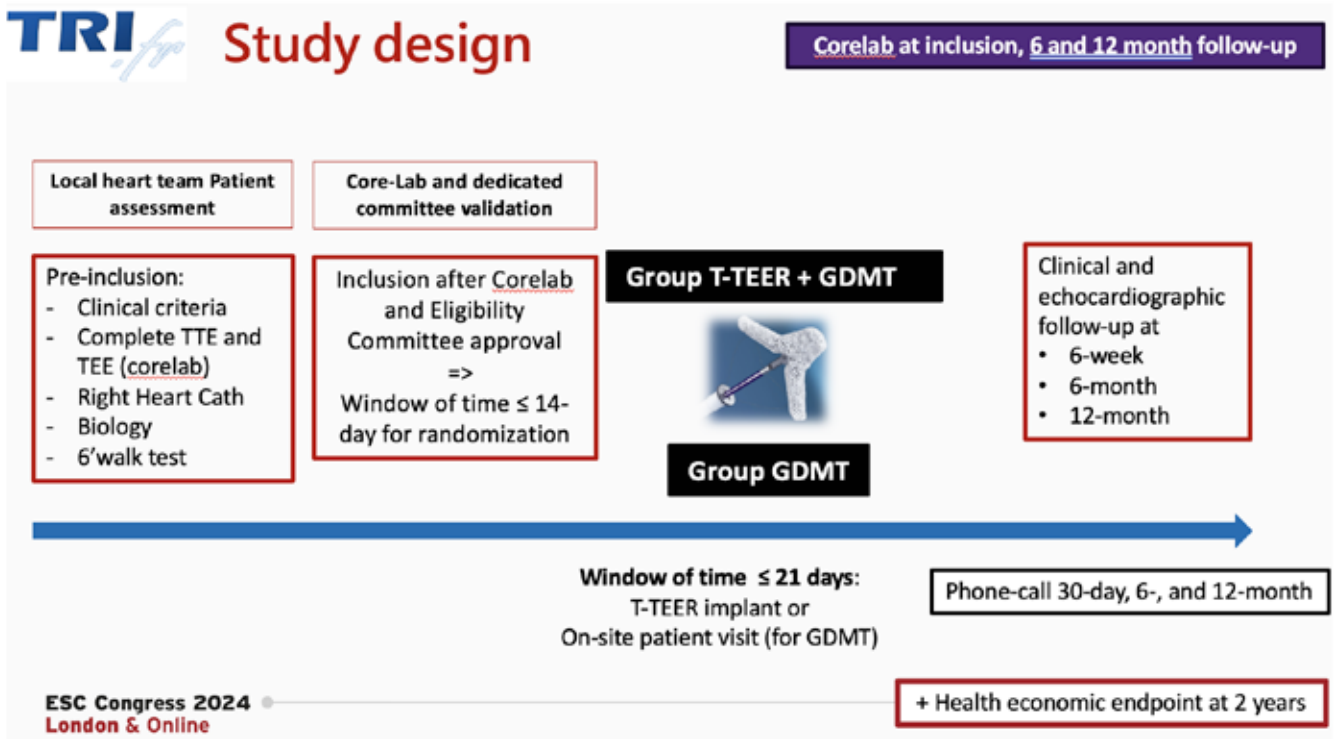 TRI.fr
Study design
Corelab at inclusion, 6 and 12 month follow-up
Local heart team Patient
assessment
Core-Lab and dedicated
committee validation
Pre-inclusion:
- Clinical criteria
- Complete TTE and
TEE (corelab)
- Right Heart Cath
- Biology
- 6'walk test
Inclusion after Corelab
and Eligibility
Committee approval
=>
Window of time ≤ 14-
day for randomization
Group T-TEER + GDMT
Group GDMT
Clinical and
echocardiographic
follow-up at
• 6-week
• 6-month
• 12-month
Window of time ≤ 21 days:
T-TEER implant or
On-site patient visit (for GDMT)
Phone-call 30-day, 6-, and 12-month
+ Health economic endpoint at 2 years
ESC Congress 2024
London & Online